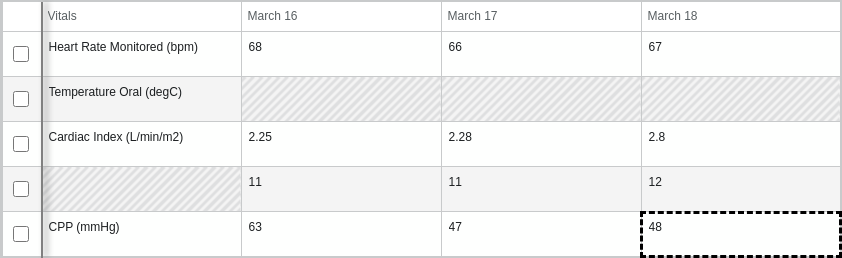 Vitals March 16 March 17 March 18
Heart Rate Monitored (bpm) 68 66 67
Temperature Oral (degC)
Cardiac Index (L/min/m2) 2.25 2.28 2.8
11 11 12
CPP (mmHg) 63 47 48